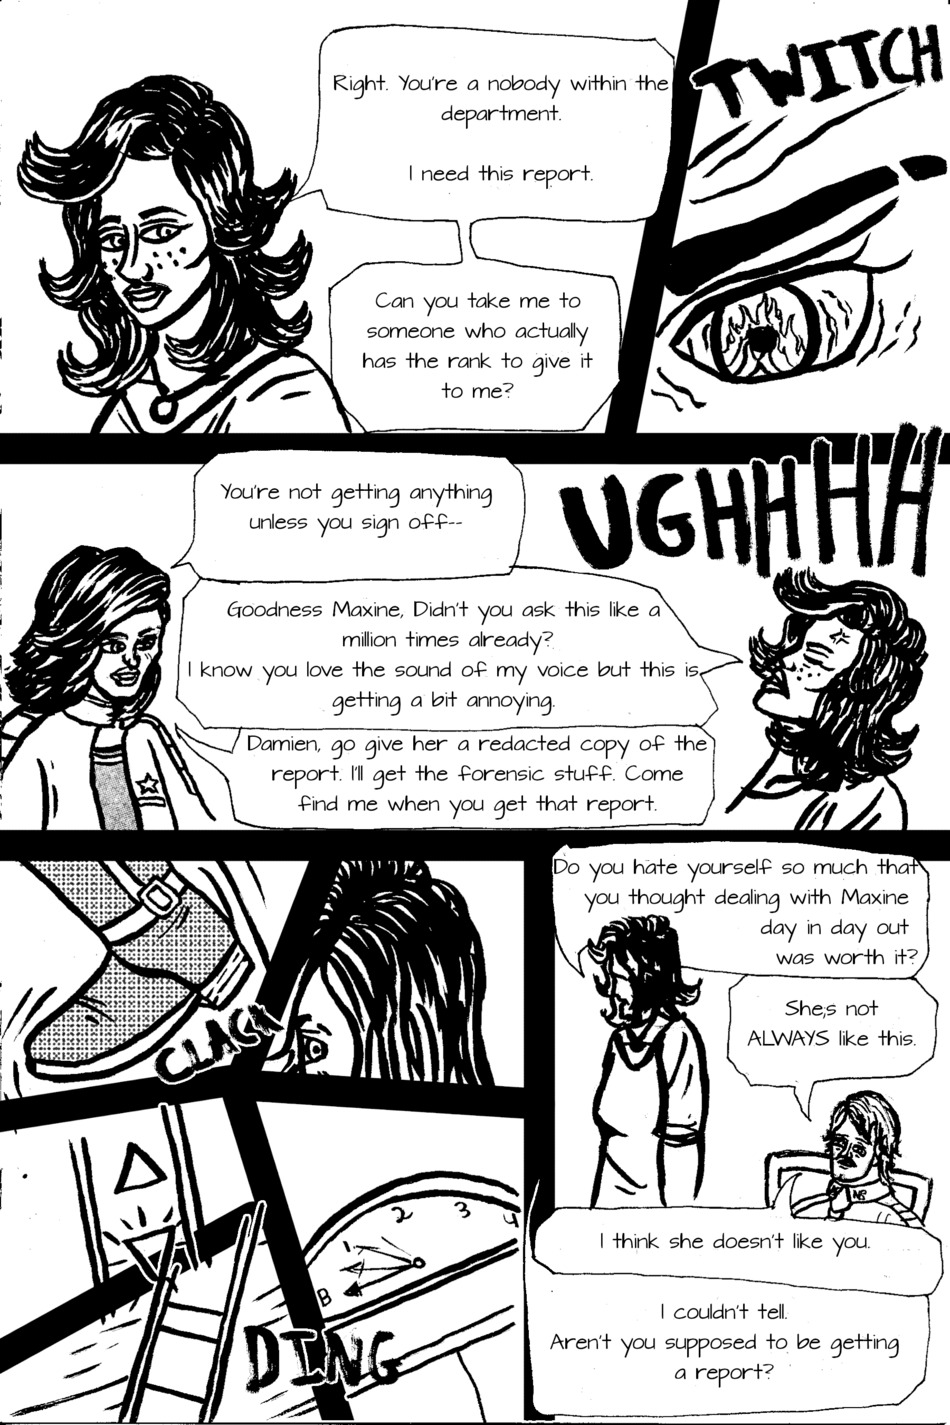 Right. You're a nobody within the
department.
I need this report.
Can you take me to
someone who actually
has the rank to give it
to me?
TWITCH
You're not getting anything
unless you sign off--
UGHHHHH
Goodness Maxine, Didn't you ask this like a
million times already?
I know you love the sound of my voice but this is
getting a bit annoying.
Damien, go give her a redacted copy of the
report. I'll get the forensic stuff. Come
find me when you get that report.
CLACK
Do you hate yourself so much that
you thought dealing with Maxine
day in day out
was worth it?
She;s not
ALWAYS like this.
B 1 2 3 4
DING
I think she doesn't like you.
I couldn't tell.
Aren't you supposed to be getting
a report?